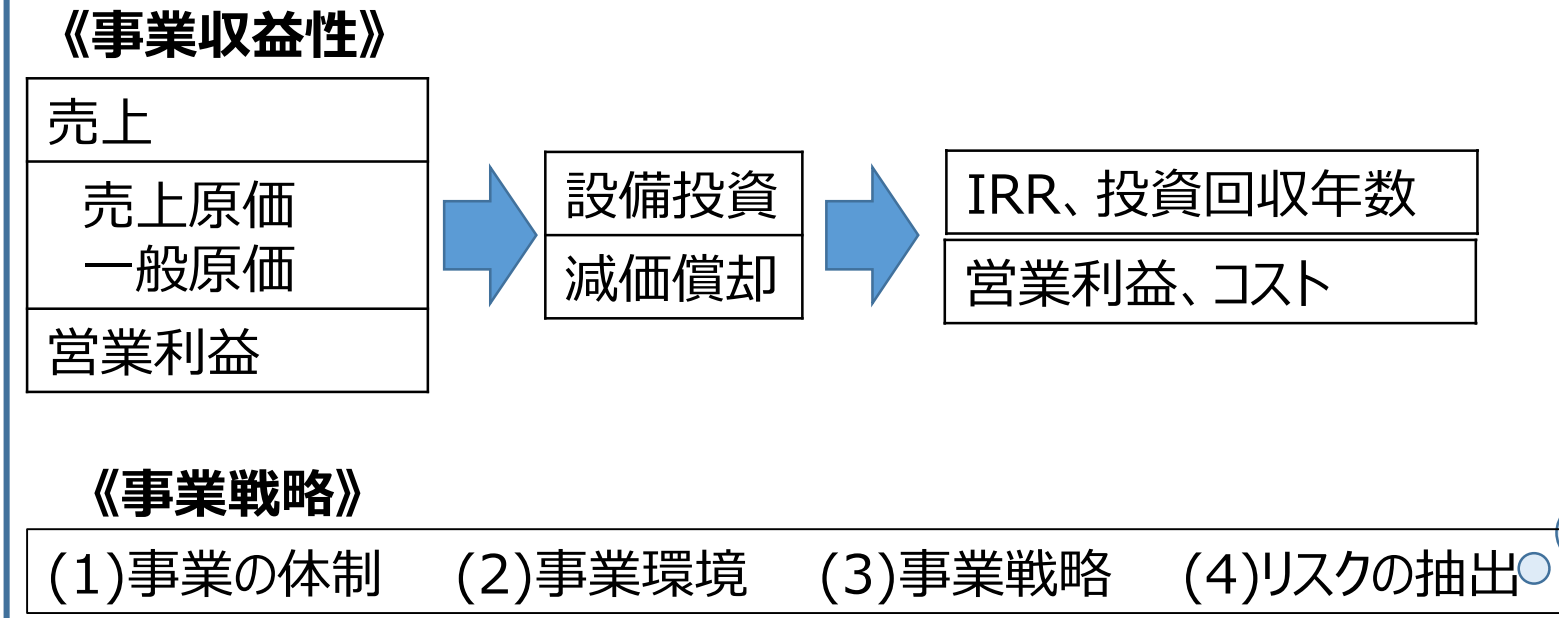 《事業収益性》
売上
売上原価
一般原価
営業利益
設備投資
減価償却
IRR、投資回収年数
営業利益、コスト
《事業戦略》
(1)事業の体制 (2)事業環境 (3)事業戦略 (4)リスクの抽出